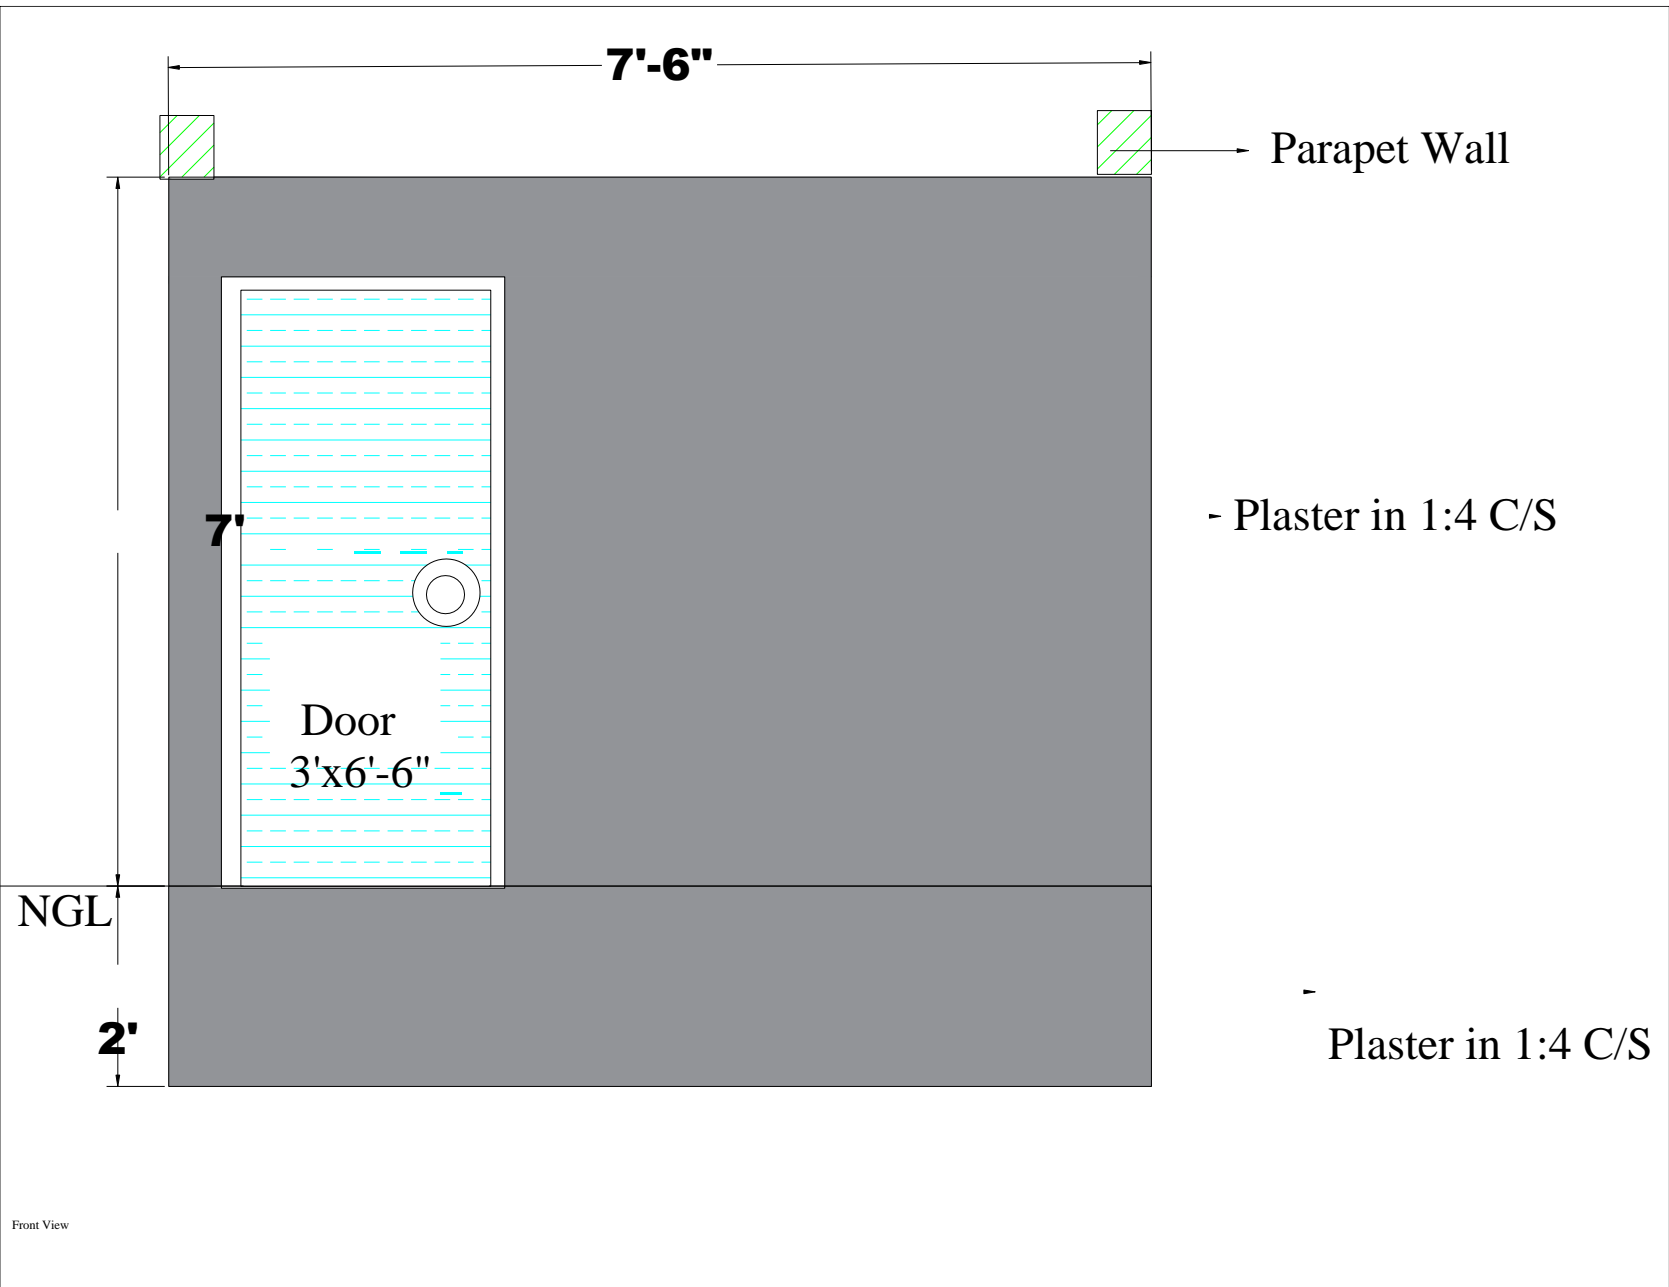 7'-6"
Parapet Wall
7'
Plaster in 1:4 C/S
Door
3'x6'-6"
NGL
2'
Plaster in 1:4 C/S
Front View